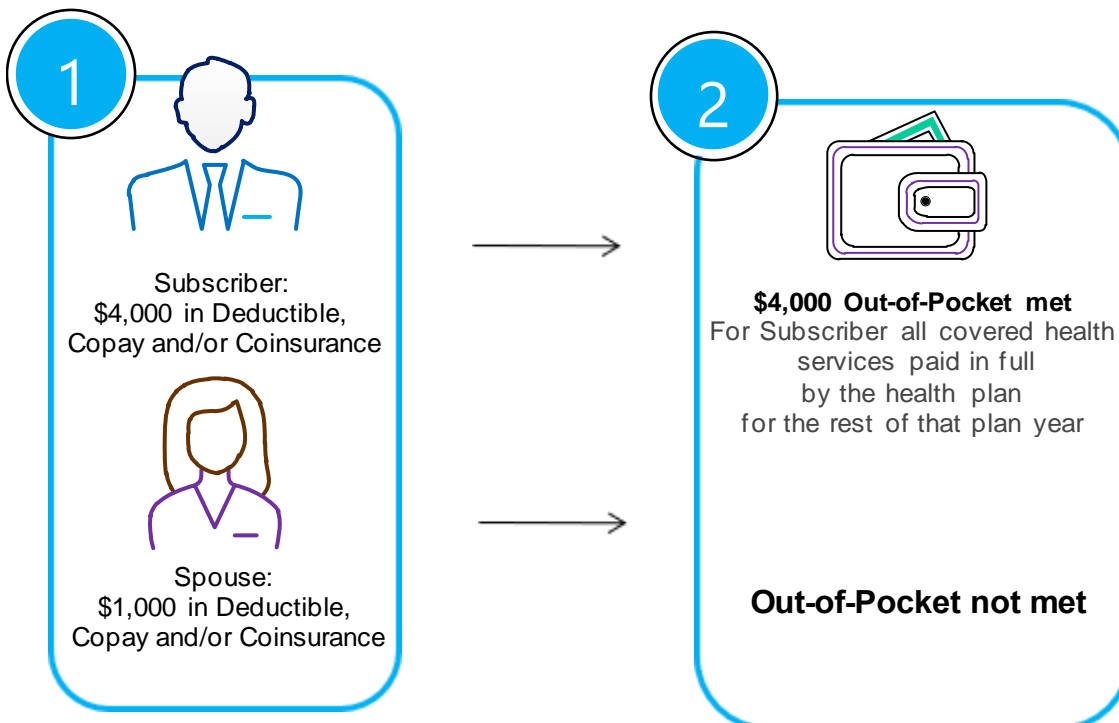 1
Subscriber:
$4,000 in Deductible,
Copay and/or Coinsurance
Spouse:
$1,000 in Deductible,
Copay and/or Coinsurance
2
$4,000 Out-of-Pocket met
For Subscriber all covered health
services paid in full
by the health plan
for the rest of that plan year
Out-of-Pocket not met